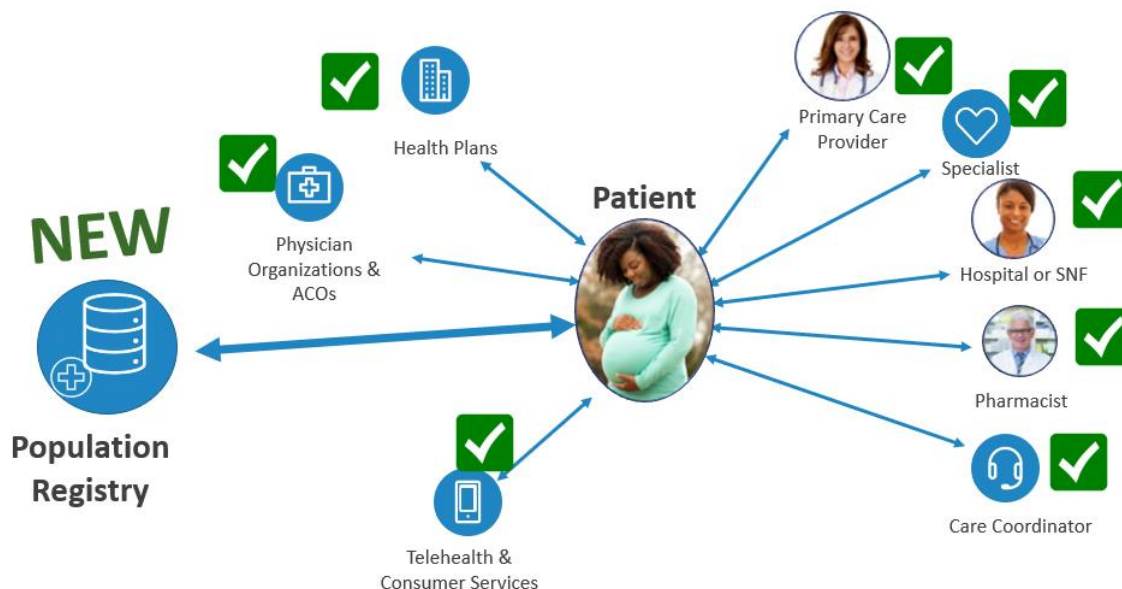 Health Plans
Physician
Organizations &
ACOs
NEW
Population
Registry
Telehealth &
Consumer Services
Patient
Primary Care
Provider
Specialist
Hospital or SNF
Pharmacist
Care Coordinator